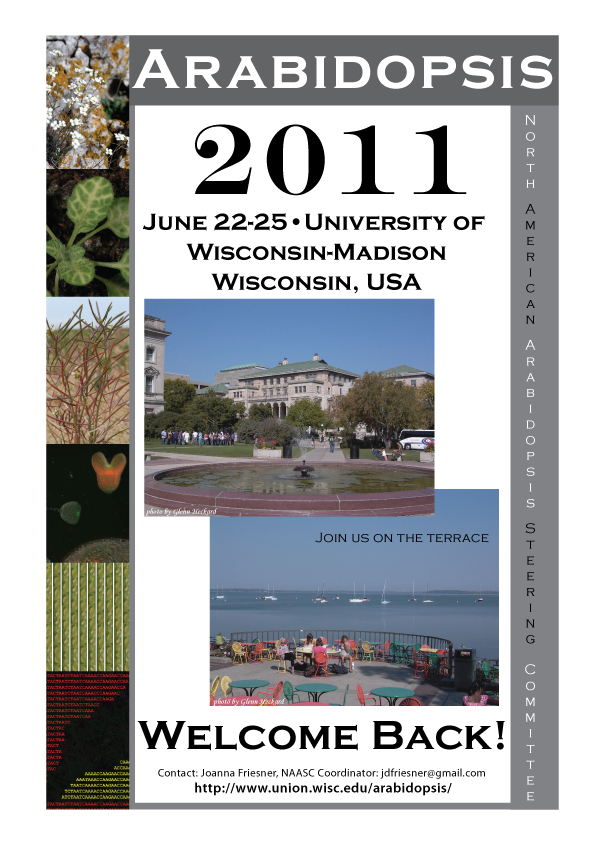 ARABIDOPSIS
2011
JUNE 22-25 • UNIVERSITY OF
WISCONSIN-MADISON
WISCONSIN, USA
photo by Glenn Heckard
JOIN US ON THE TERRACE
photo by Glenn Heckard
WELCOME BACK!
Contact: Joanna Friesner, NAASC Coordinator: jdfriesner@gmail.com
http://www.union.wisc.edu/arabidopsis/
NORTH AMERICAN ARABIDOPSIS STEERING COMMITTEE